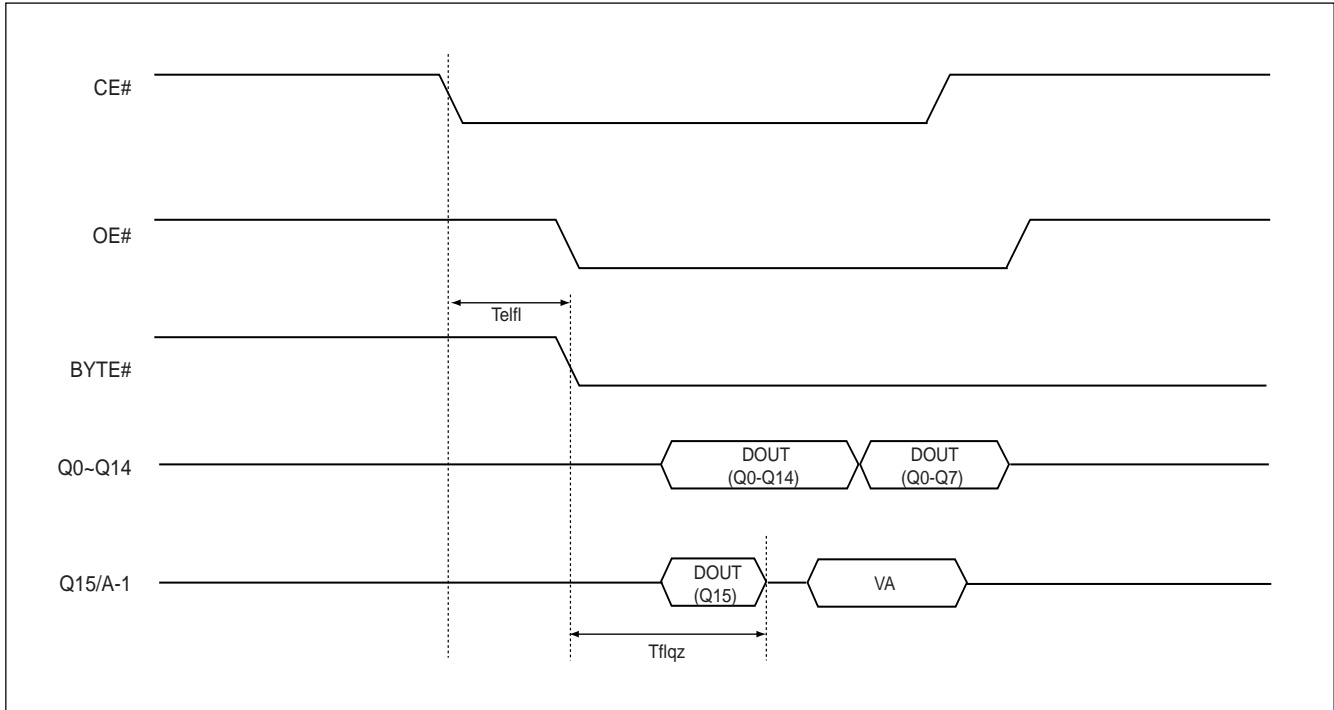 CE#
OE#
Telfl
BYTE#
Q0~Q14
DOUT
(Q0-Q14)
DOUT
(Q0-Q7)
Q15/A-1
DOUT
(Q15)
VA
Tflqz